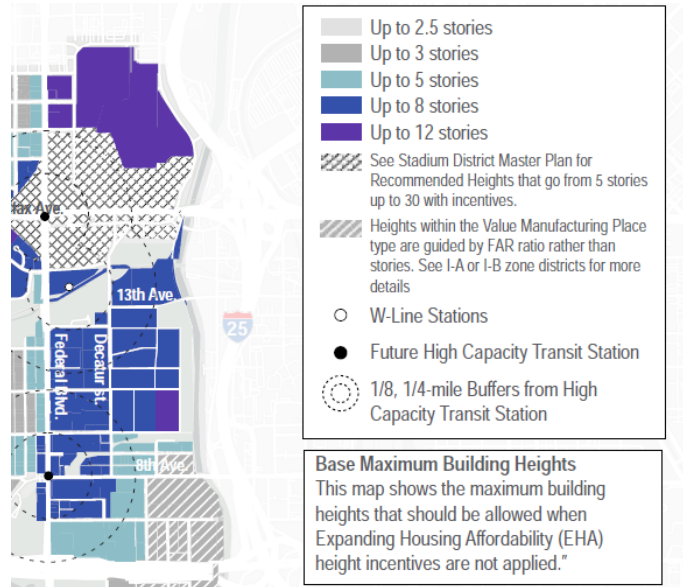 Up to 2.5 stories
Up to 3 stories
Up to 5 stories
Up to 8 stories
Up to 12 stories
See Stadium District Master Plan for
Recommended Heights that go from 5 stories
up to 30 with incentives.
Heights within the Value Manufacturing Place
type are guided by FAR ratio rather than
stories. See I-A or I-B zone districts for more
details
W-Line Stations
Future High Capacity Transit Station
1/8, 1/4-mile Buffers from High
Capacity Transit Station
Base Maximum Building Heights
This map shows the maximum building
heights that should be allowed when
Expanding Housing Affordability (EHA)
height incentives are not applied.”
fax Ave.
13th Ave.
25
Federal Blvd.
Decatur St.
8th Ave.